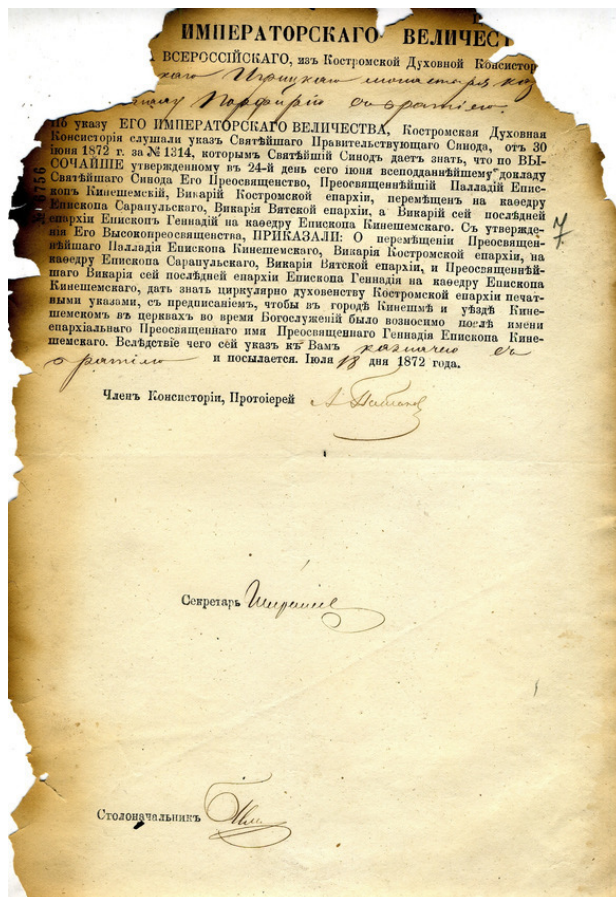 ИМПЕРАТОРСКАГО ВЕЛИЧЕСТ
ВСЕРОССІЙСКАГО, изъ Костромской Духовной Консистор
каго Игрицкаго монастыря каз
Порфирію съ братіею.
По указу ЕГО ИМПЕРАТОРСКАГО ВЕЛИЧЕСТВА, Костромская Духовная
Консисторія слушали указъ Святѣйшаго Правительствующаго Синода, отъ 30
іюня 1872 г. за № 1314, которымъ Святѣйшій Синодъ даетъ знать, что по ВЫ-
СОЧАЙШЕ утвержденному въ 24-й день сего іюня всеподданнѣйшему докладу
Святѣйшаго Синода Его Преосвященство, Преосвященнѣйшій Палладій Епис-
копъ Кинешемскій, Викарій Костромской епархіи, перемѣщенъ на каѳедру
Епископа Сарапульскаго, Викарія Вятской епархіи, а Викарій сей послѣдней
епархіи Епископъ Геннадій на каѳедру Епископа Кинешемскаго. Съ утвержде-
нія Его Высокопреосвященства, ПРИКАЗАЛИ: О перемѣщеніи Преосвящен-
нѣйшаго Палладія Епископа Кинешемскаго, Викарія Костромской епархіи, на
каѳедру Епископа Сарапульскаго, Викарія Вятской епархіи, и Преосвященнѣй-
шаго Викарія сей послѣдней епархіи Епископа Геннадія на каѳедру Епископа
Кинешемскаго, дать знать циркулярно духовенству Костромской епархіи печат-
ными указами, съ предписаніемъ, чтобы въ городѣ Кинешмѣ и уѣздѣ Кине-
шемскомъ въ церквахъ во время Богослуженій было возносимо послѣ имени
епархіальнаго Преосвященнаго имя Преосвященнаго Геннадія Епископа Кине-
шемскаго. Вслѣдствіе чего сей указъ къ Вамъ казначею съ
братіею и посылается. Іюля 18 дня 1872 года.
7
Членъ Консисторіи, Протоіерей
Секретарь
Столоначальникъ